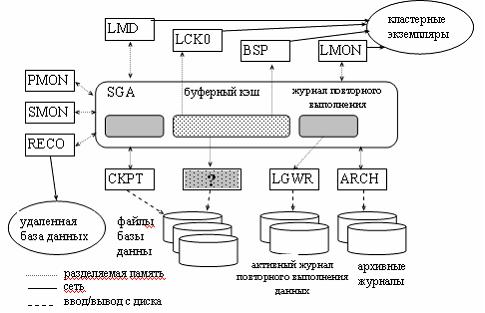 LMD
кластерные
экземпляры
LCK0
BSP
LMON
PMON
SGA
буферный кэш
журнал повторного
выполнения
SMON
RECO
CKPT
?
LGWR
ARCH
удаленная
база данных
файлы
базы
данны
активный журнал
повторного выполнения
данных
архивные
журналы
разделяемая память
сеть
ввод/вывод с диска